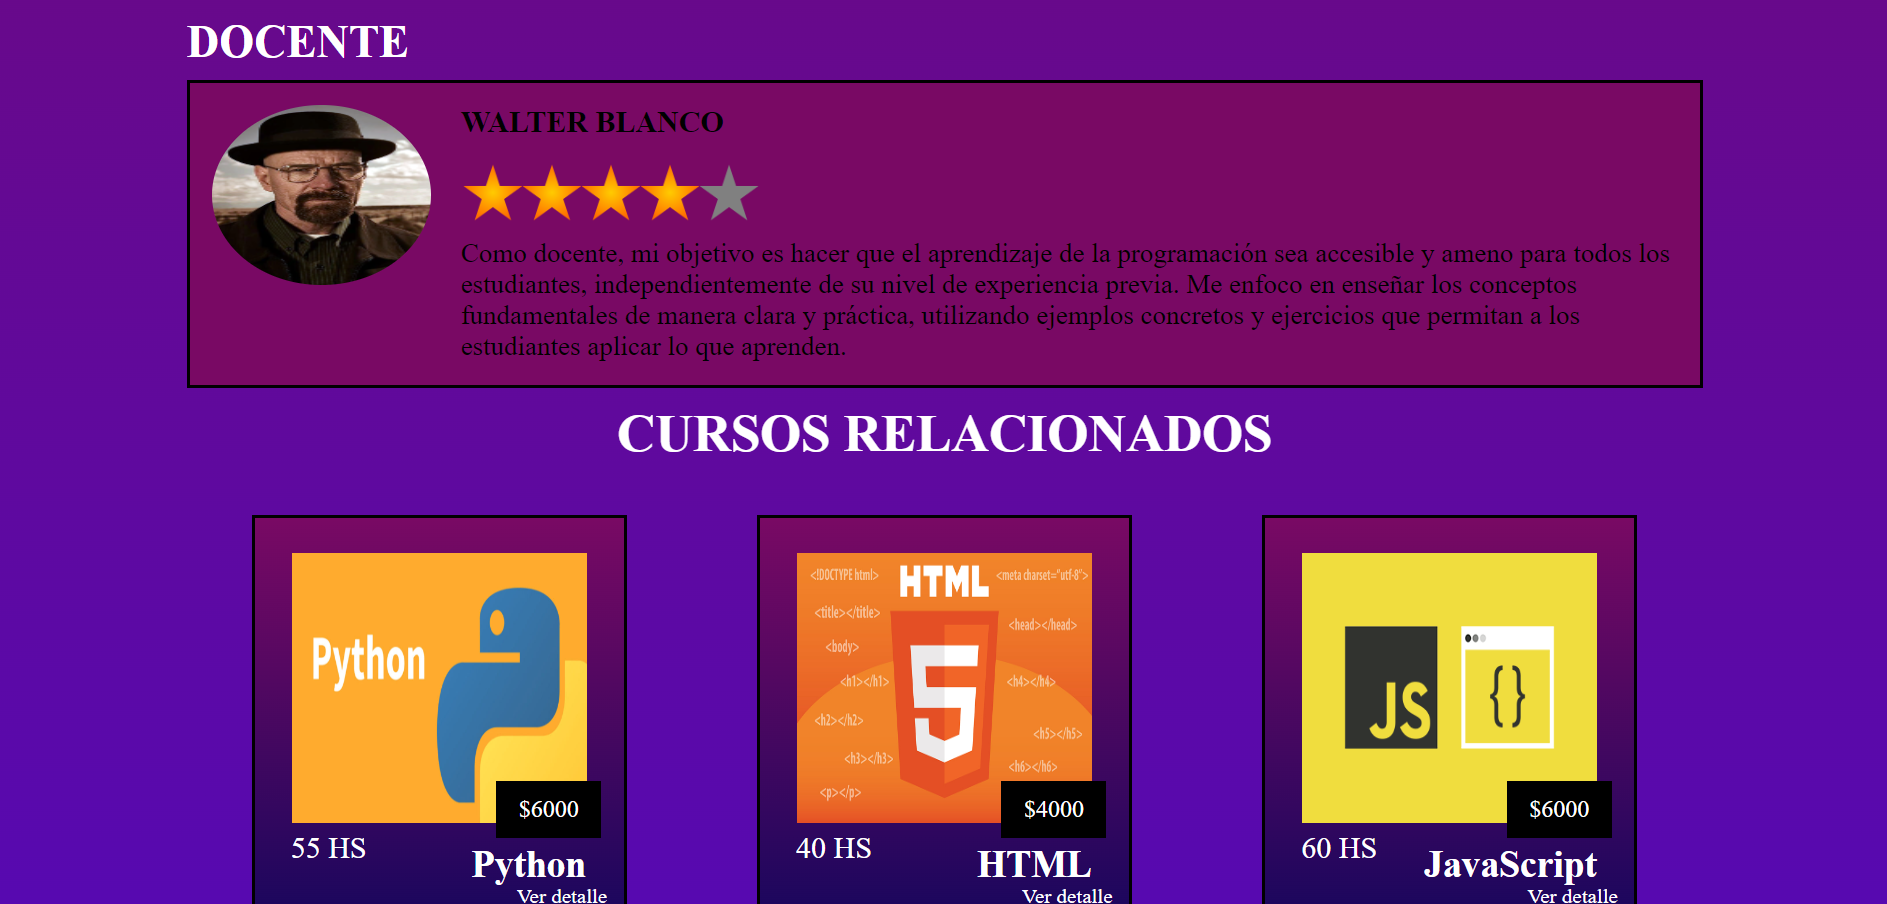 DOCENTE
WALTER BLANCO
Como docente, mi objetivo es hacer que el aprendizaje de la programación sea accesible y ameno para todos los
estudiantes, independientemente de su nivel de experiencia previa. Me enfoco en enseñar los conceptos
fundamentales de manera clara y práctica, utilizando ejemplos concretos y ejercicios que permitan a los
estudiantes aplicar lo que aprenden.
CURSOS RELACIONADOS
Python
$6000
55 HS
Python
Ver detalle
<!DOCTYPE html>
HTML
<meta charset="utf-8">
<title></title>
<head></head>
<body>
<h1></h1>
<h4></h4>
<h2></h2>
<h5></h5>
<h3></h3>
<h6></h6>
<p></p>
5
$4000
40 HS
HTML
Ver detalle
JS
{}
$6000
60 HS
JavaScript
Ver detalle